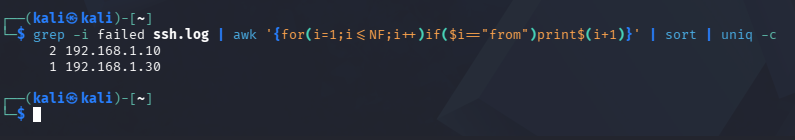 ┌──(kali㉿kali)-[~]
└─$ grep -i failed ssh.log | awk '{for(i=1;i<=NF;i++)if($i=="from")print$(i+1)}' | sort | uniq -c
      2 192.168.1.10
      1 192.168.1.30
┌──(kali㉿kali)-[~]
└─$